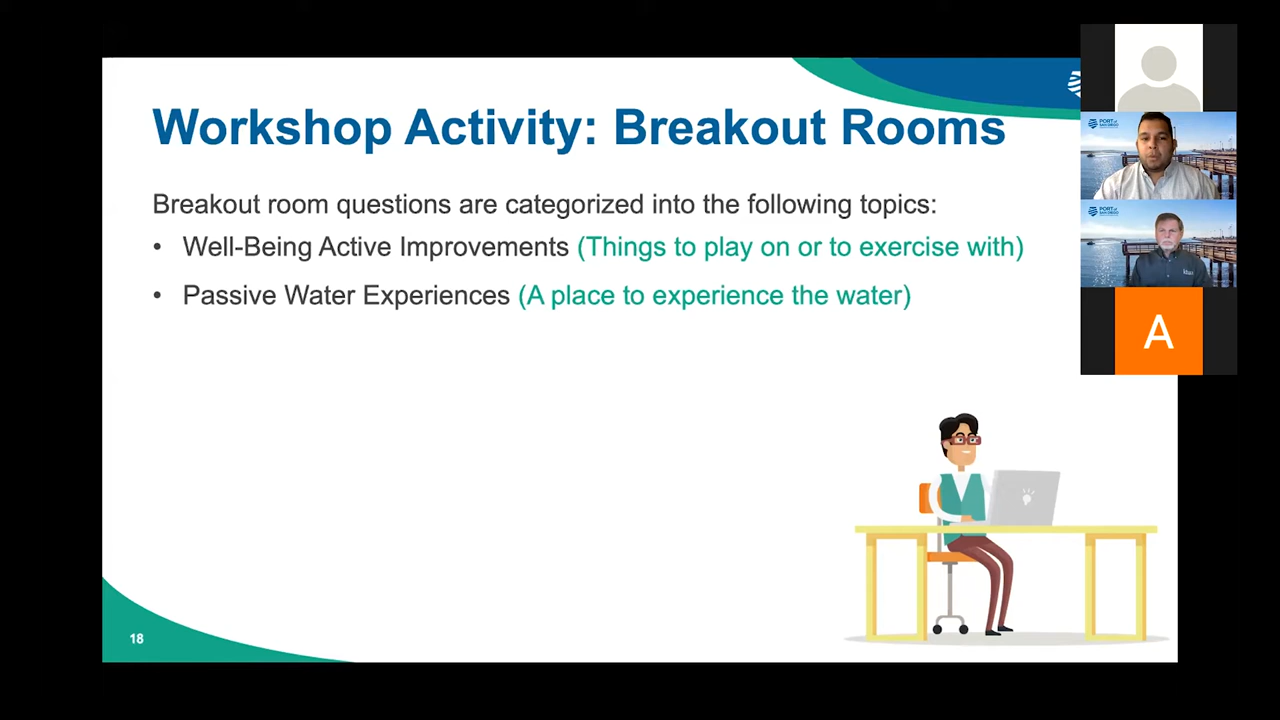 Workshop Activity: Breakout Rooms
Breakout room questions are categorized into the following topics:
• Well-Being Active Improvements (Things to play on or to exercise with)
• Passive Water Experiences (A place to experience the water)
18
PORT of
SAN DIEGO
PORT of
SAN DIEGO
A